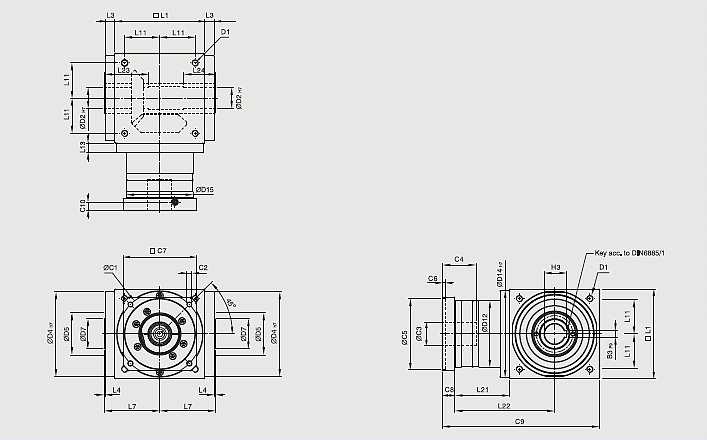 L3 □ L1 L3
L11 L11 D1
L23 L24
L11
ØD2 H7
ØD2 H7
L11
L13
ØD15
C10
□ C7
ØC1 C2
45°
ØD4 h7
ØD5
ØD7
ØD7
ØD5
ØD4 h7
L4 L4
L7 L7
Key acc. to DIN6885/1
C4 H3
C6 ØD14 h7 D1
ØC5
ØC3
ØD12
L11
L11
B3 P9
□ L1
C8 L21
L22
C9